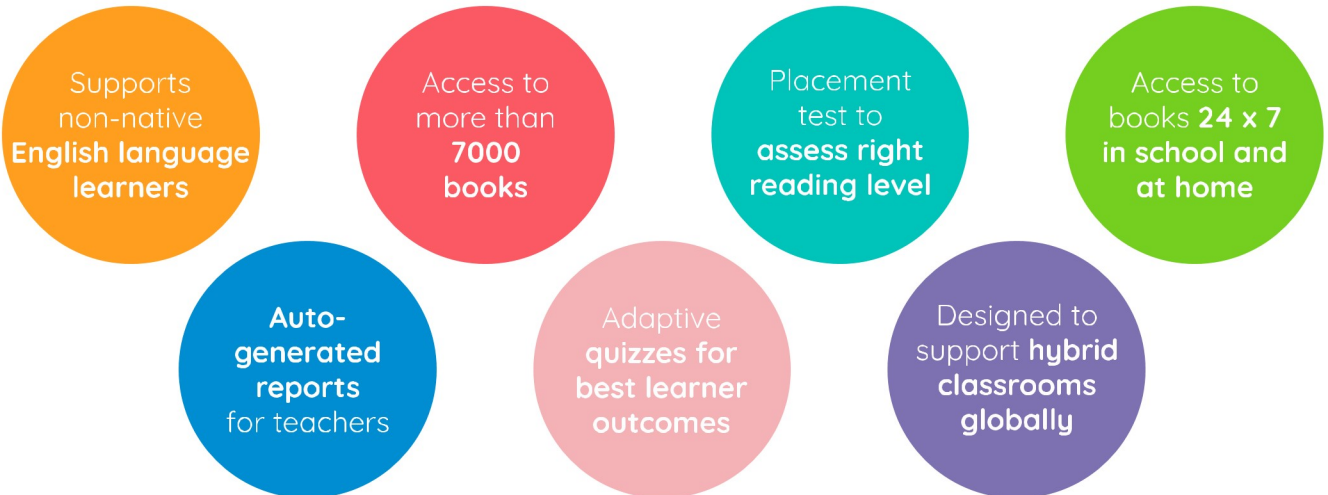 Supports
non-native
English language
learners
Access to
more than
7000
books
Placement
test to
assess right
reading level
Access to
books 24 x 7
in school and
at home
Auto-
generated
reports
for teachers
Adaptive
quizzes for
best learner
outcomes
Designed to
support hybrid
classrooms
globally